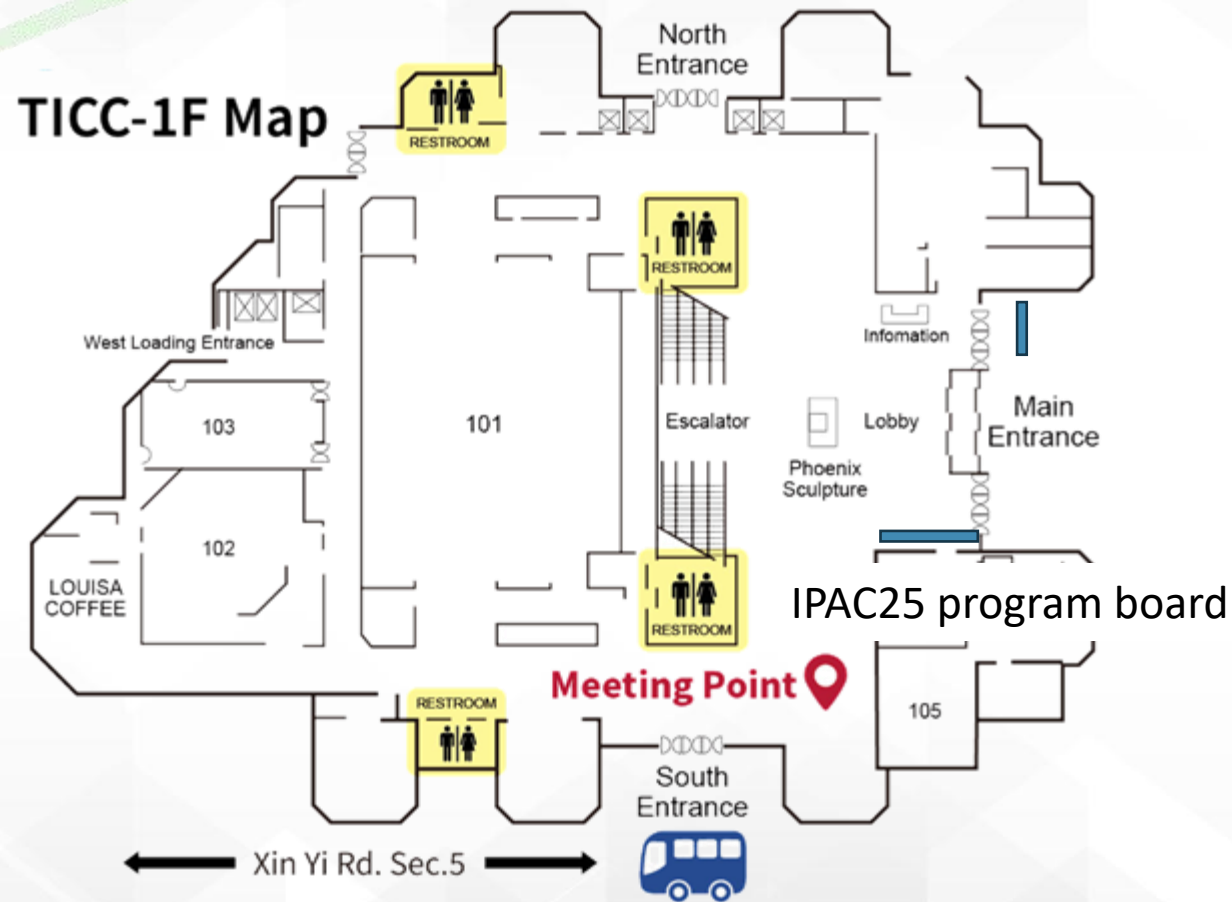 North
Entrance
TICC-1F Map
RESTROOM
RESTROOM
West Loading Entrance
Infomation
103
101
Escalator
Lobby
Main
Entrance
Phoenix
Sculpture
102
LOUISA
COFFEE
IPAC25 program board
RESTROOM
Meeting Point
RESTROOM
105
South
Entrance
Xin Yi Rd. Sec.5